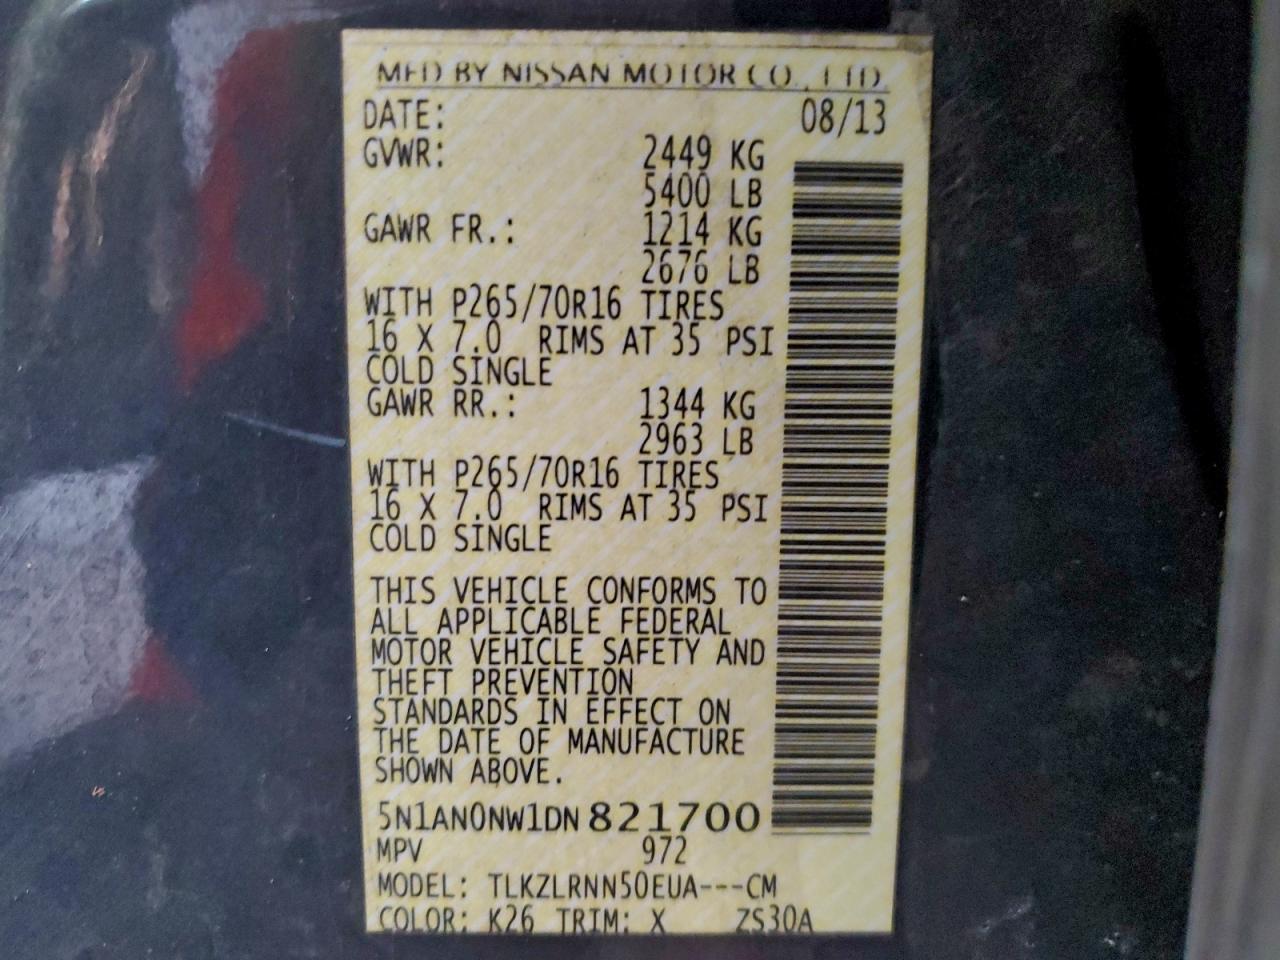 MFD BY NISSAN MOTOR CO., LTD.
DATE: 08/13
GVWR: 2449 KG
5400 LB
GAWR FR.: 1214 KG
2676 LB
WITH P265/70R16 TIRES
16 X 7.0 RIMS AT 35 PSI
COLD SINGLE
GAWR RR.: 1344 KG
2963 LB
WITH P265/70R16 TIRES
16 X 7.0 RIMS AT 35 PSI
COLD SINGLE
THIS VEHICLE CONFORMS TO
ALL APPLICABLE FEDERAL
MOTOR VEHICLE SAFETY AND
THEFT PREVENTION
STANDARDS IN EFFECT ON
THE DATE OF MANUFACTURE
SHOWN ABOVE.
5N1AN0NW1DN821700
MPV 972
MODEL: TLKZLRNN50EUA---CM
COLOR: K26 TRIM: X ZS30A